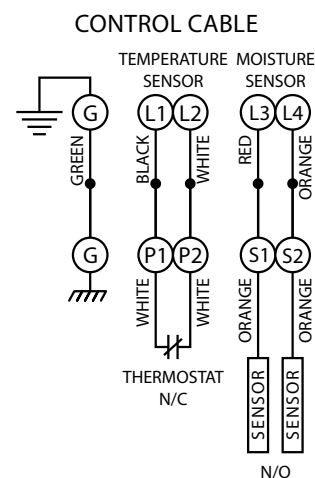 CONTROL CABLE
TEMPERATURE
SENSOR
MOISTURE
SENSOR
G
L1
L2
L3
L4
GREEN
BLACK
WHITE
RED
ORANGE
G
P1
P2
S1
S2
WHITE
WHITE
ORANGE
ORANGE
THERMOSTAT
N/C
SENSOR
SENSOR
N/O